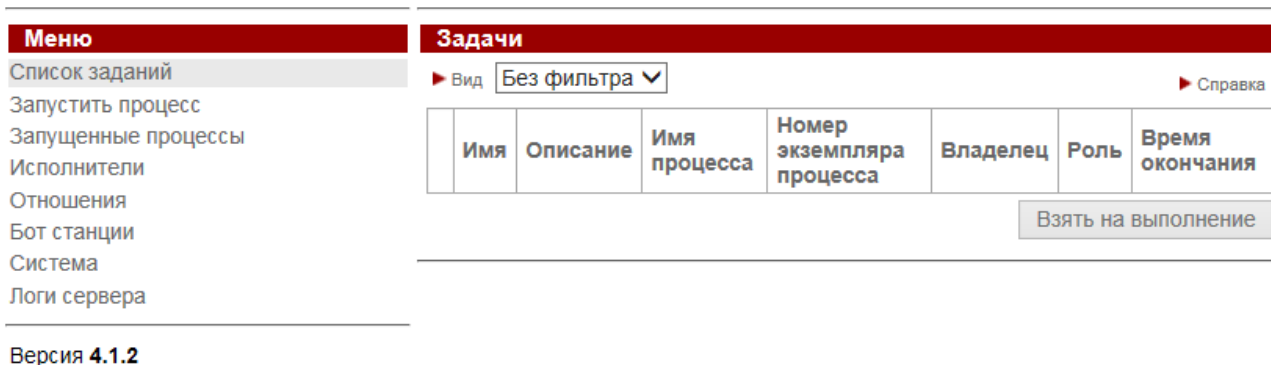 Меню
Список заданий
Запустить процесс
Запущенные процессы
Исполнители
Отношения
Бот станции
Система
Логи сервера
Версия 4.1.2
Задачи
Вид Без фильтра
Справка
Имя
Описание
Имя
процесса
Номер
экземпляра
процесса
Владелец
Роль
Время
окончания
Взять на выполнение